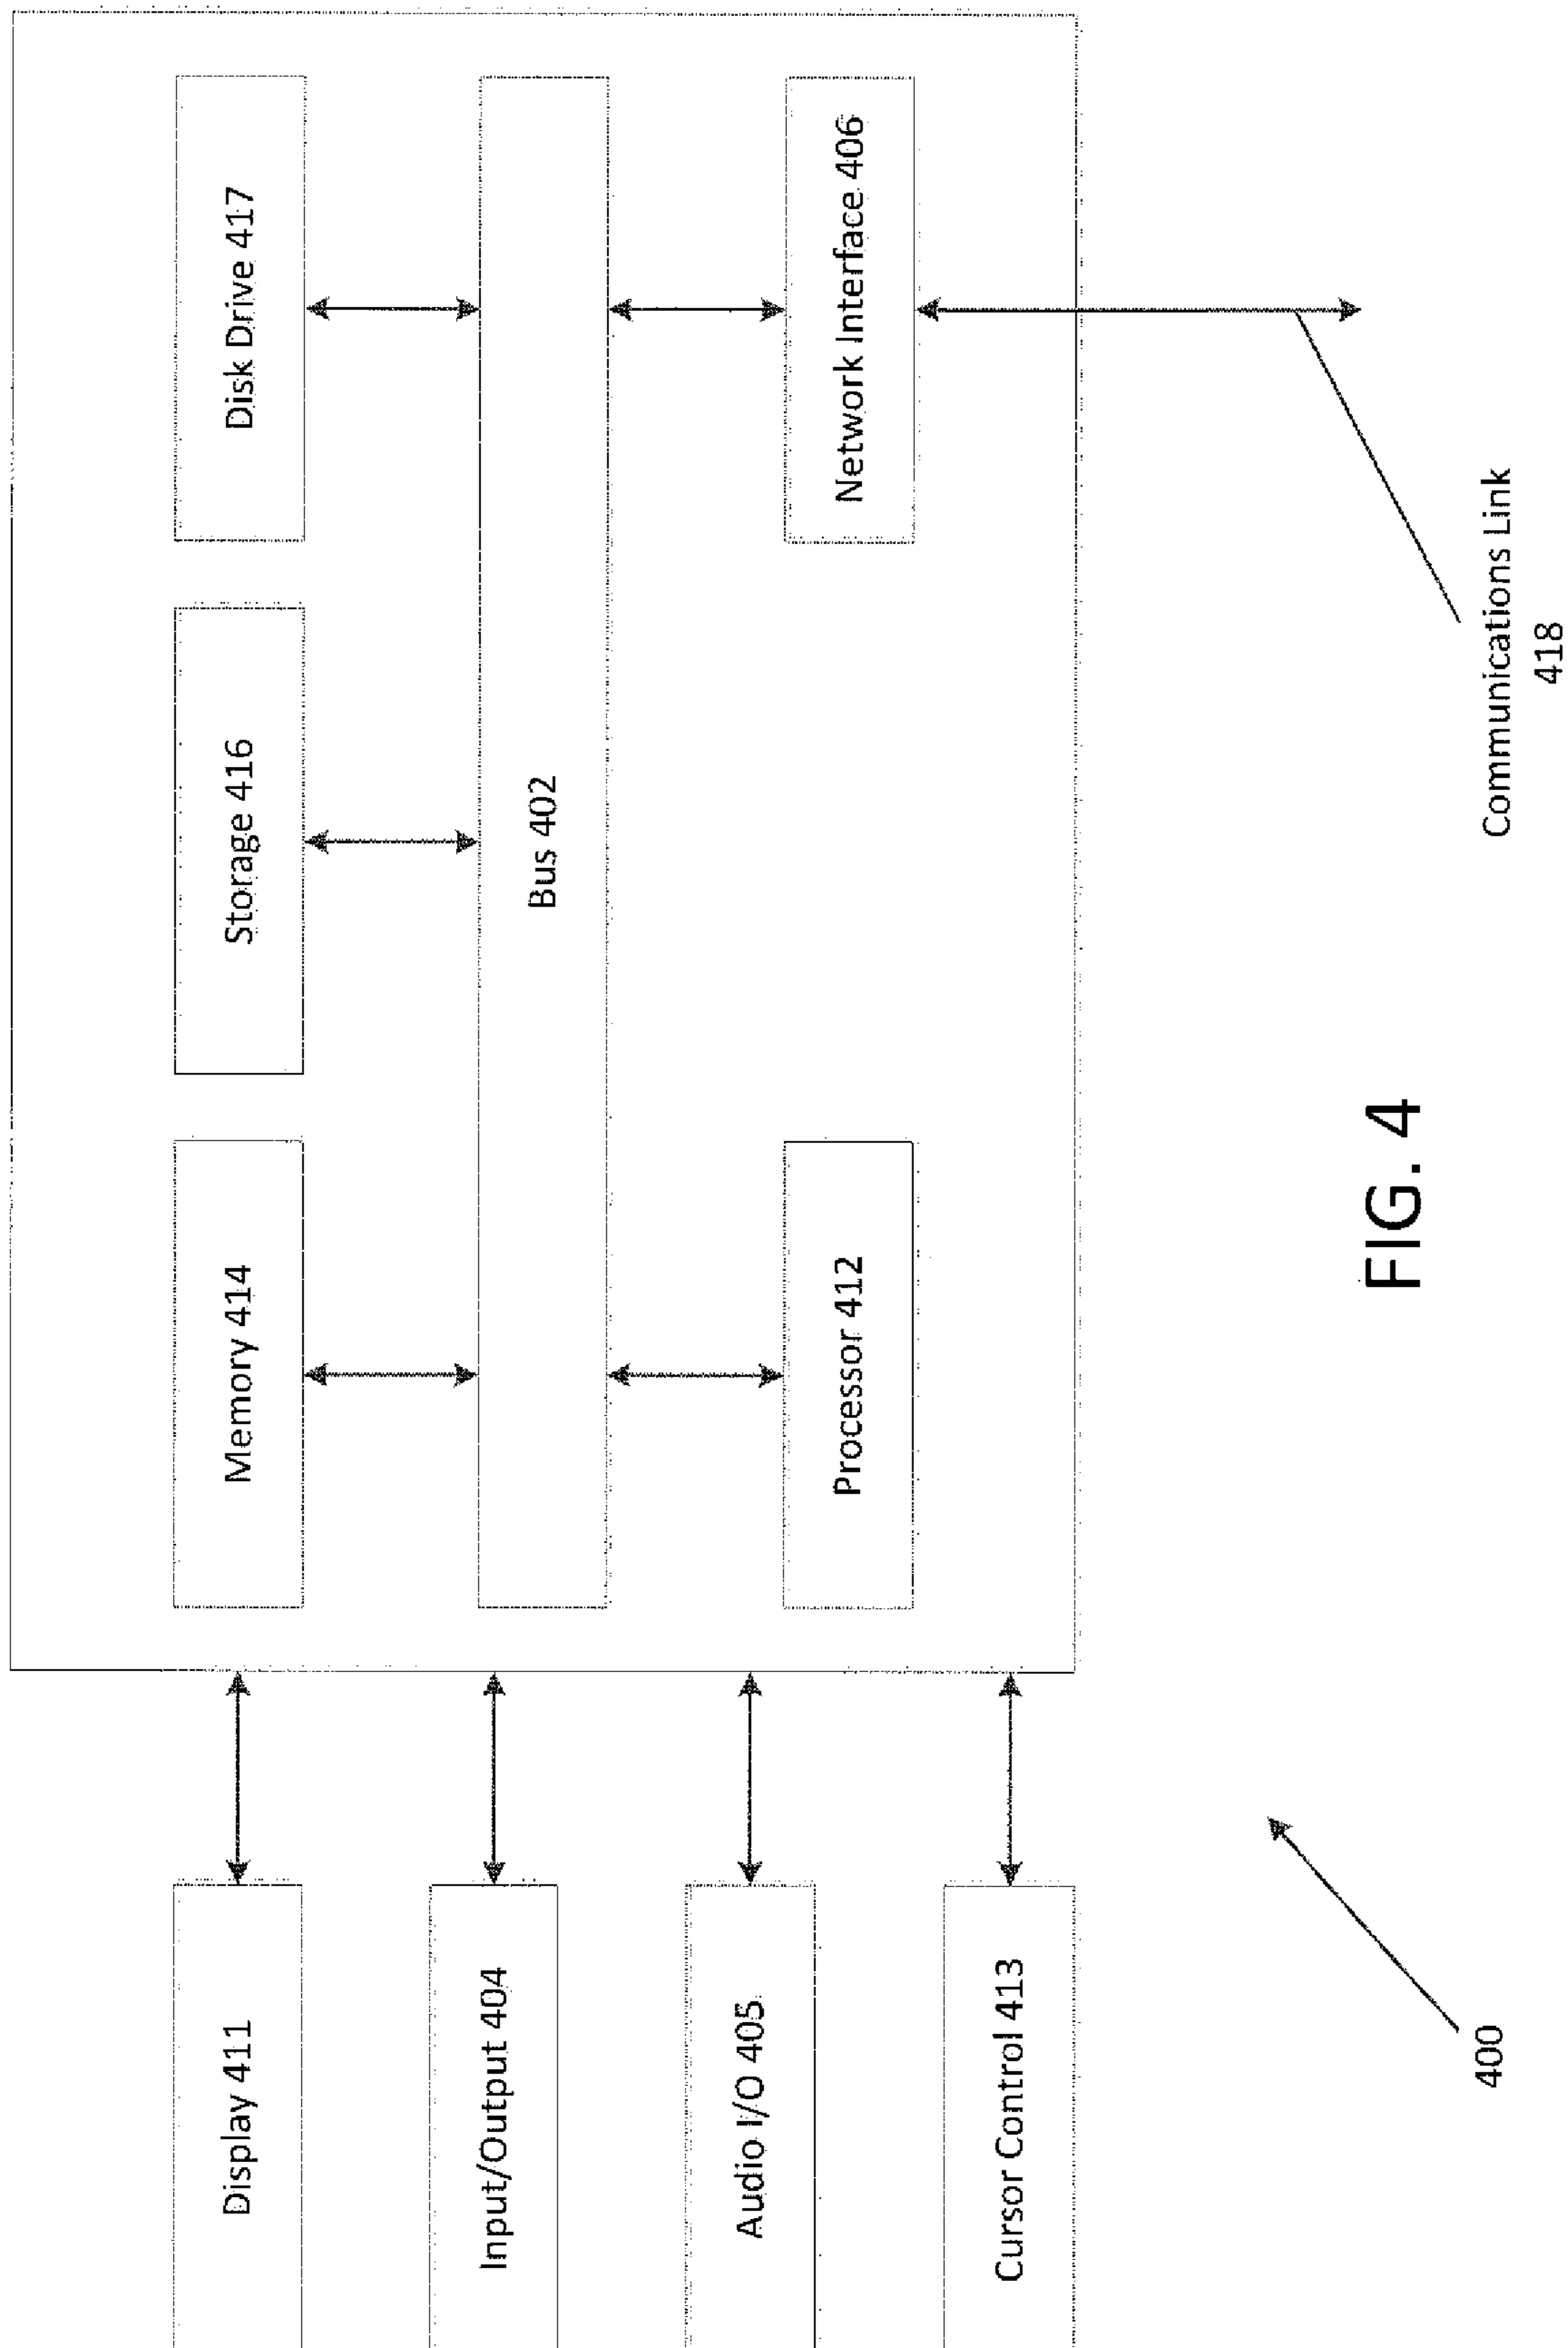 Display 411
Input/Output 404
Audio I/O 405
Cursor Control 413
Memory 414
Storage 416
Disk Drive 417
Bus 402
Processor 412
Network Interface 406
Communications Link
418
400
FIG. 4